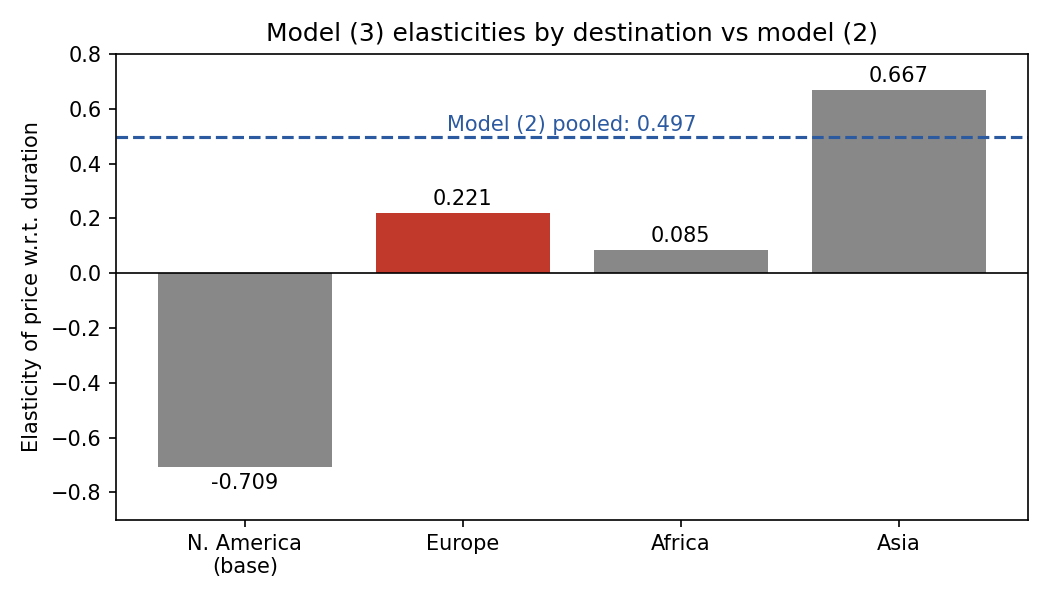 Model (3) elasticities by destination vs model (2)
Elasticity of price w.r.t. duration
0.8
0.6
0.4
0.2
0.0
−0.2
−0.4
−0.6
−0.8
Model (2) pooled: 0.497
-0.709
0.221
0.085
0.667
N. America
(base)
Europe
Africa
Asia